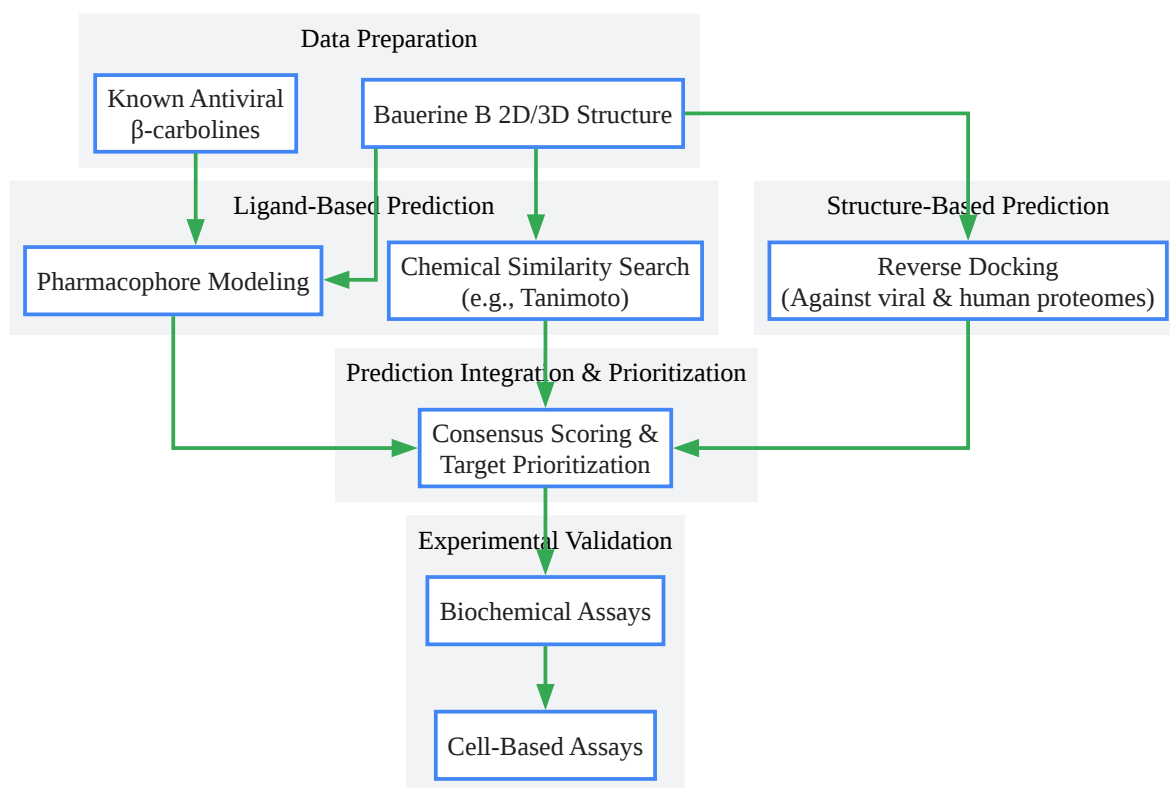 Data Preparation
Known Antiviral
β-carbolines
Bauerine B 2D/3D Structure
Ligand-Based Prediction
Structure-Based Prediction
Pharmacophore Modeling
Chemical Similarity Search
(e.g., Tanimoto)
Reverse Docking
(Against viral & human proteomes)
Prediction Integration & Prioritization
Consensus Scoring &
Target Prioritization
Experimental Validation
Biochemical Assays
Cell-Based Assays